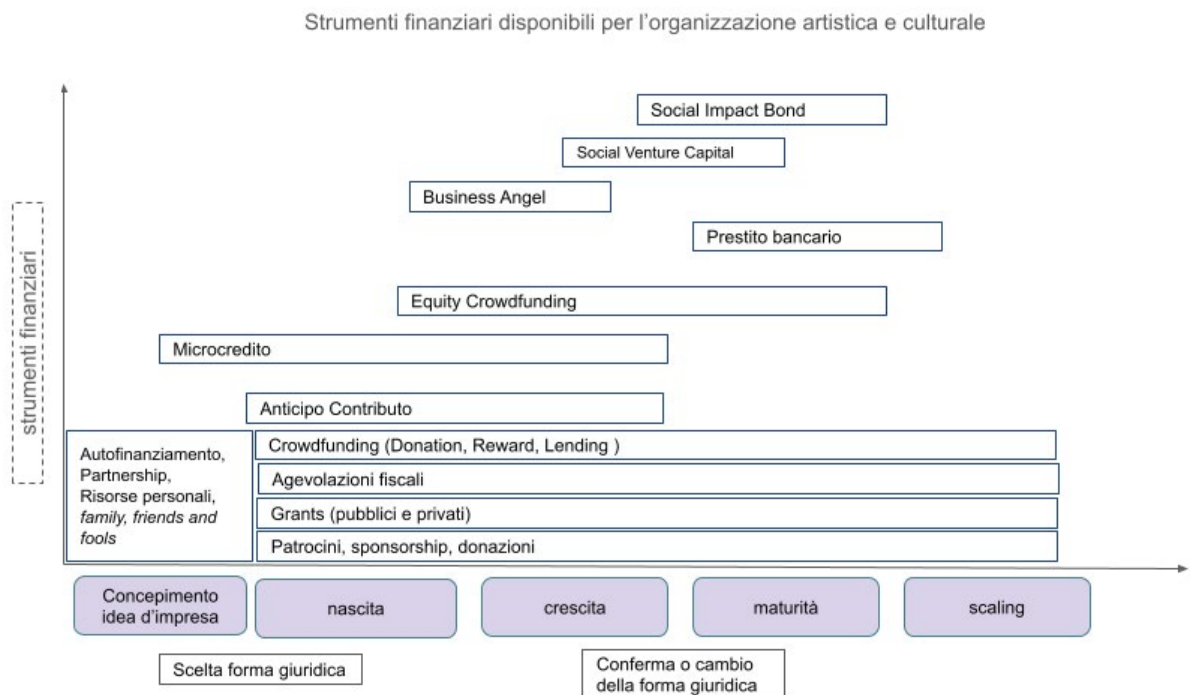 Strumenti finanziari disponibili per l'organizzazione artistica e culturale
Social Impact Bond
Social Venture Capital
Business Angel
Prestito bancario
strumenti finanziari
Equity Crowdfunding
Microcredito
Anticipo Contributo
Autofinanziamento,
Partnership,
Risorse personali,
family, friends and
fools
Crowdfunding (Donation, Reward, Lending )
Agevolazioni fiscali
Grants (pubblici e privati)
Patrocini, sponsorship, donazioni
Concepimento
idea d'impresa
nascita
crescita
maturità
scaling
Scelta forma giuridica
Conferma o cambio
della forma giuridica